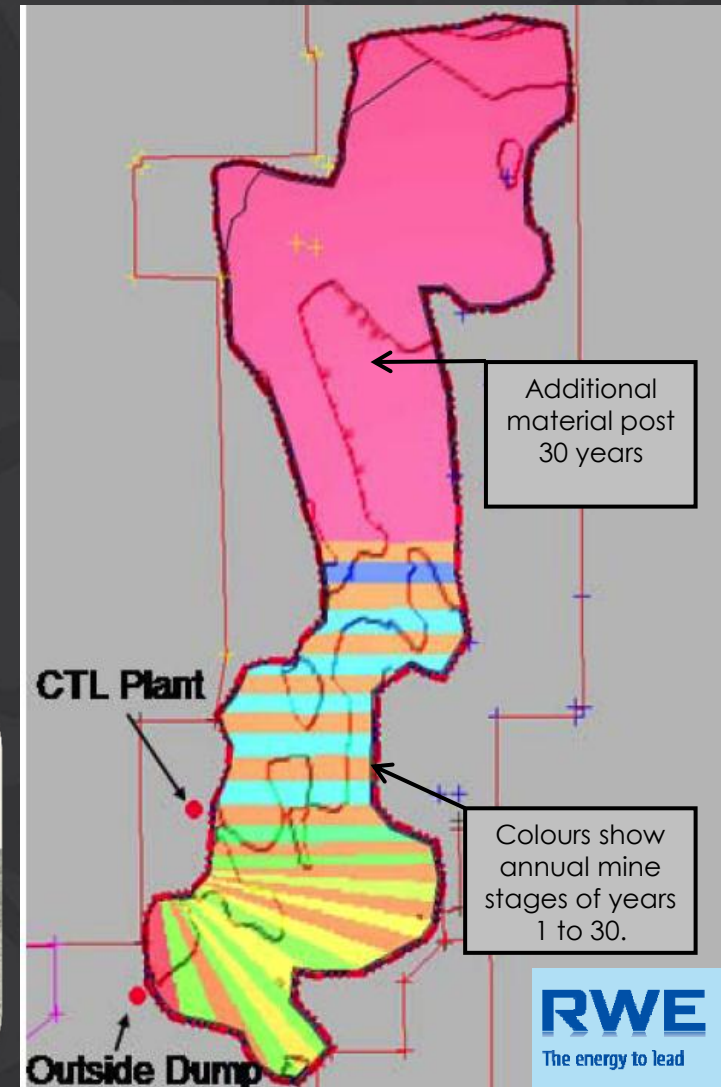 Additional
material post
30 years
CTL Plant
Colours show
annual mine
stages of years
1 to 30.
Outside Dump
RWE
The energy to lead